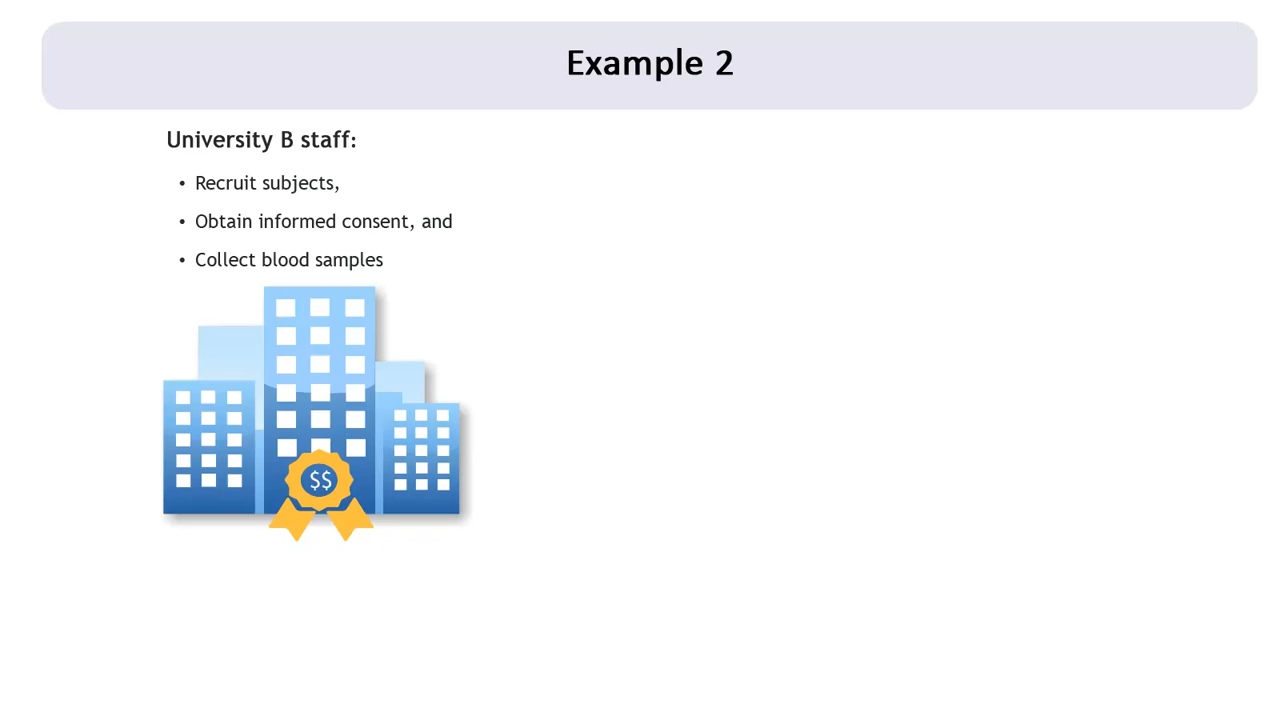 Example 2
University B staff:
• Recruit subjects,
• Obtain informed consent, and
• Collect blood samples
$$